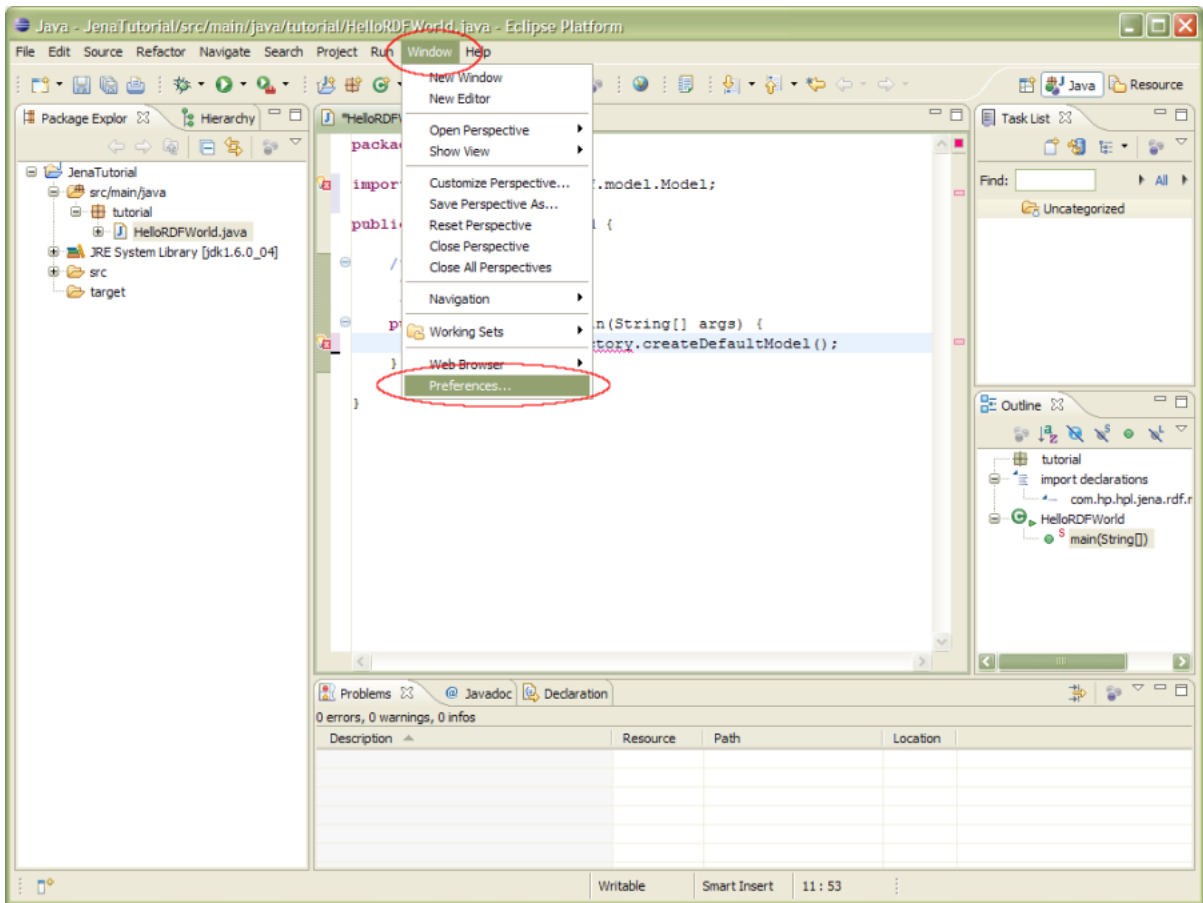 Java - JenaTutorial/src/main/java/tutorial/HelloRDFWorld.java - Eclipse Platform
File Edit Source Refactor Navigate Search Project Run Window Help
Java
Resource
Package Explor
Hierarchy
JenaTutorial
src/main/java
tutorial
HelloRDFWorld.java
JRE System Library [jdk1.6.0_04]
src
target
New Window
New Editor
Open Perspective
Show View
Customize Perspective...
Save Perspective As...
Reset Perspective
Close Perspective
Close All Perspectives
Navigation
Working Sets
Web Browser
Preferences...
.model.Model;
{
n(String[] args) {
tory.createDefaultModel();
}
}
Task List
Find:
All
Uncategorized
Outline
tutorial
import declarations
com.hp.hpl.jena.rdf.r
HelloRDFWorld
main(String[])
Problems
@ Javadoc
Declaration
0 errors, 0 warnings, 0 infos
Description Resource Path Location
Writable Smart Insert 11 : 53